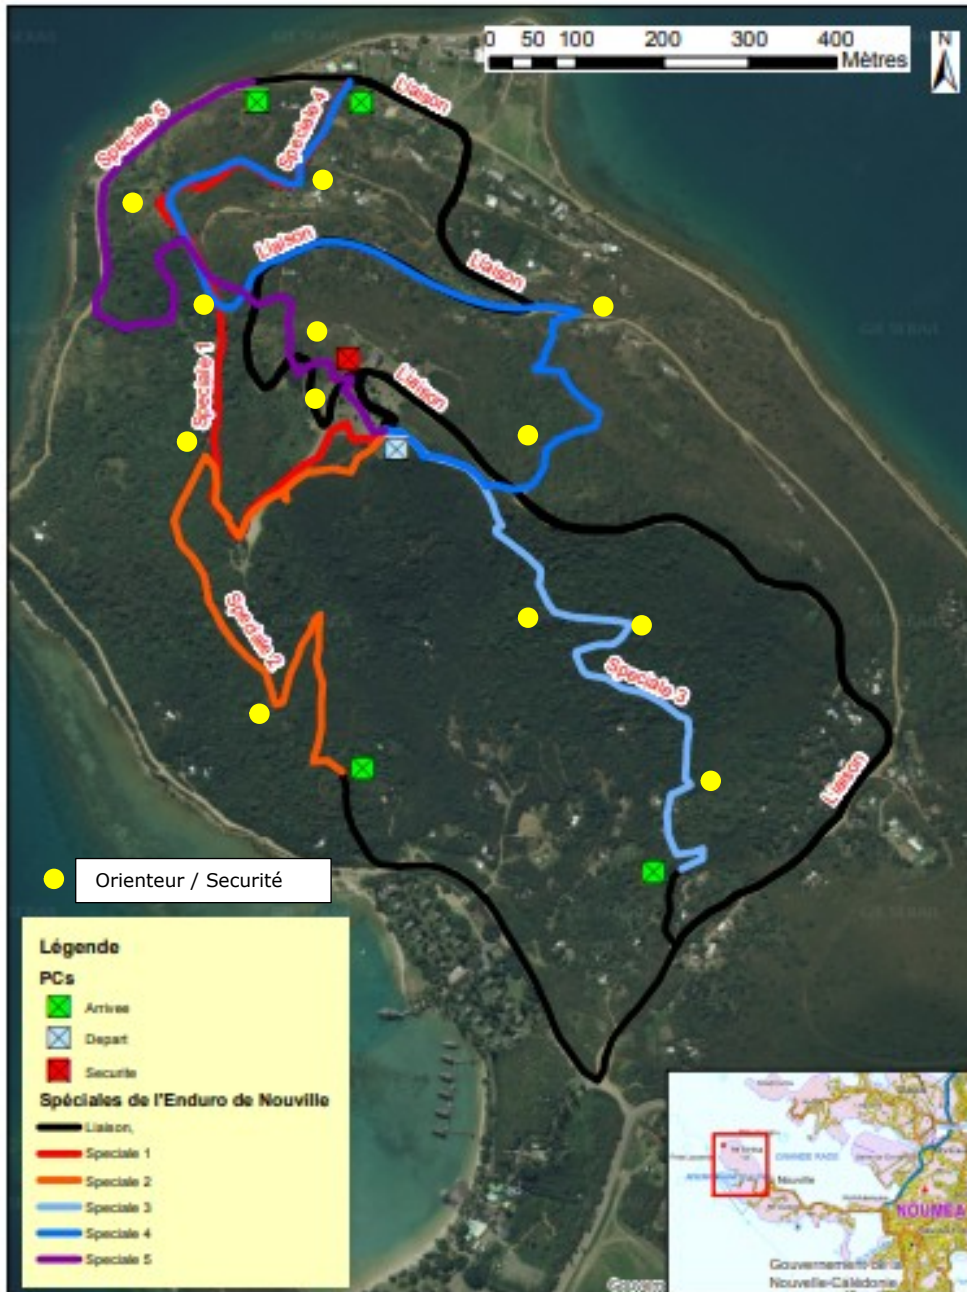 0 50 100 200 300 400
Mètres
N
Liaison
Speciale 4
Speciale 5
Liaison
Liaison
Liaison
Speciale 1
Speciale 2
Speciale 3
Liaison
Orienteur / Securité
Légende
PCs
Arrivee
Depart
Securite
Spéciales de l'Enduro de Nouville
Liaison,
Speciale 1
Speciale 2
Speciale 3
Speciale 4
Speciale 5
GRANDE RADE
Nouville
NOUMEA
Gouvernement de la
Nouvelle-Calédonie
Gouvern